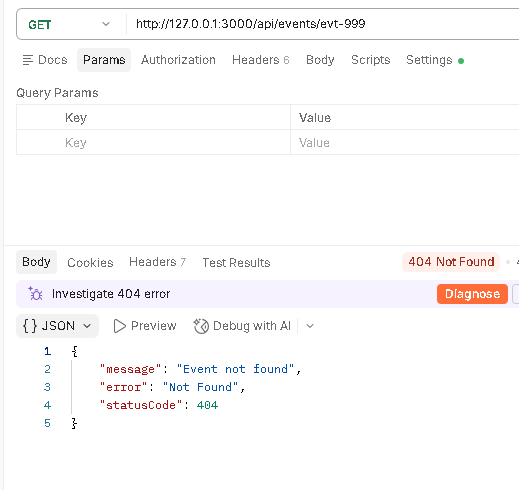 GET http://127.0.0.1:3000/api/events/evt-999
Docs Params Authorization Headers 6 Body Scripts Settings
Query Params
Key Value
Key Value
Body Cookies Headers 7 Test Results 404 Not Found
Investigate 404 error Diagnose
{} JSON Preview Debug with AI
1 {
2 "message": "Event not found",
3 "error": "Not Found",
4 "statusCode": 404
5 }